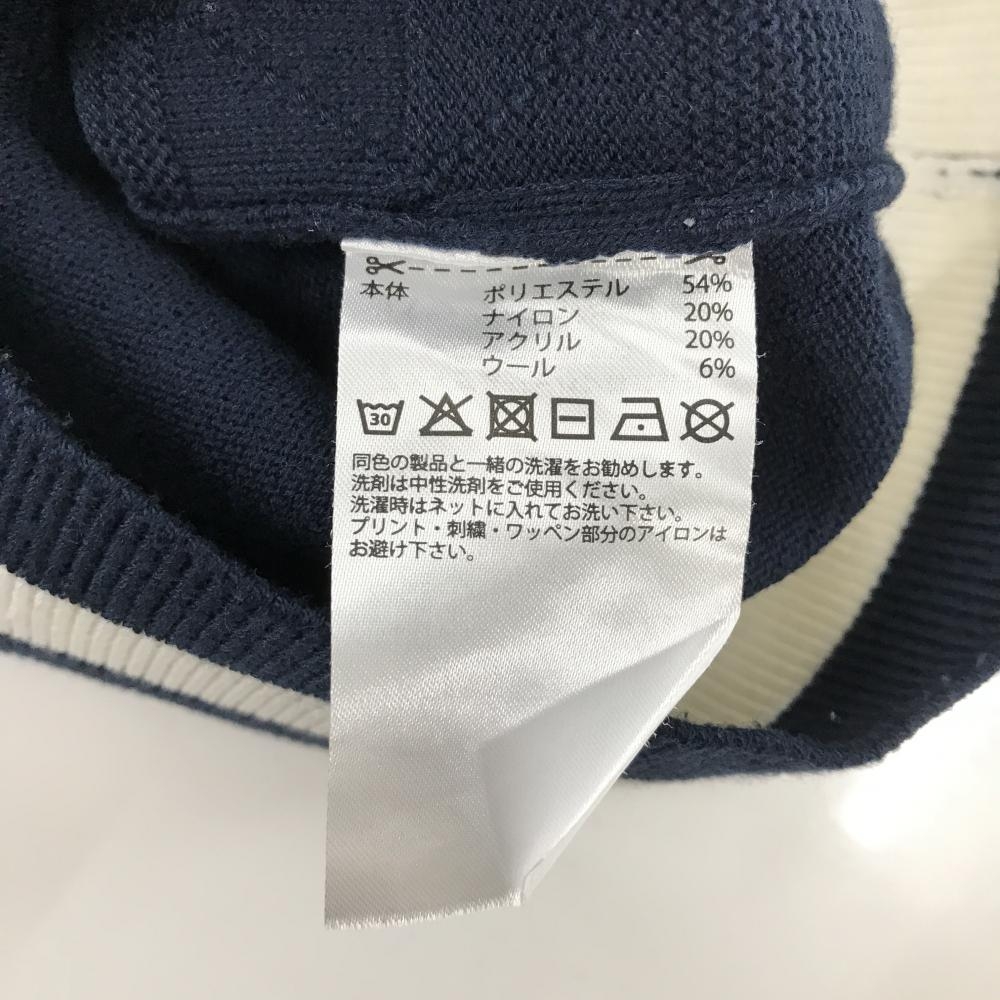 本体 ポリエステル 54%
ナイロン 20%
アクリル 20%
ウール 6%
30
同色の製品と一緒の洗濯をお勧めします。
洗剤は中性洗剤をご使用ください。
洗濯時はネットに入れてお洗い下さい。
プリント・刺繍・ワッペン部分のアイロンは
お避け下さい。